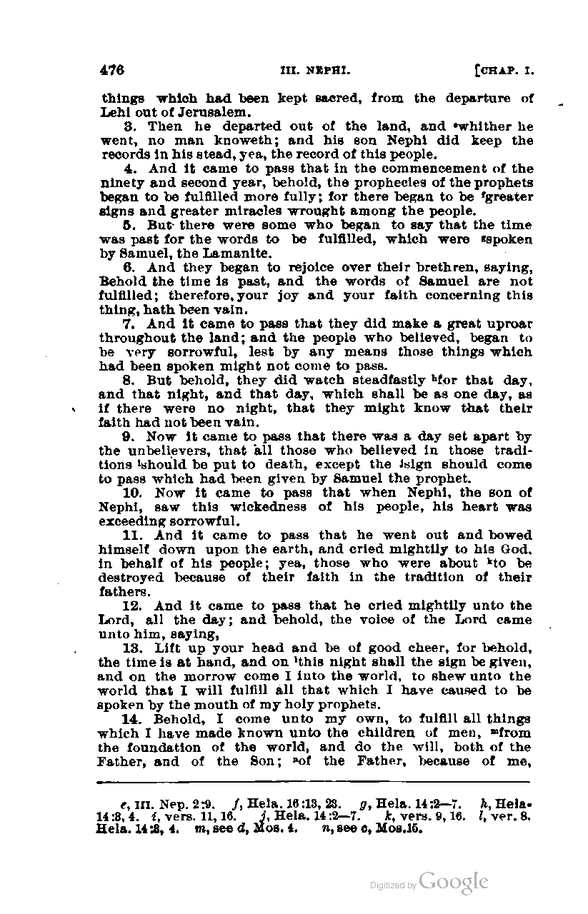 476 III. NEPHI. [CHAP. I.
things which had been kept sacred, from the departure of
Lehi out of Jerusalem.
3. Then he departed out of the land, and ᵉwhither he
went, no man knoweth; and his son Nephi did keep the
records in his stead, yea, the record of this people.
4. And it came to pass that in the commencement of the
ninety and second year, behold, the prophecies of the prophets
began to be fulfilled more fully; for there began to be ᶠgreater
signs and greater miracles wrought among the people.
5. But there were some who began to say that the time
was past for the words to be fulfilled, which were ᵍspoken
by Samuel, the Lamanite.
6. And they began to rejoice over their brethren, saying,
Behold the time is past, and the words of Samuel are not
fulfilled; therefore, your joy and your faith concerning this
thing, hath been vain.
7. And it came to pass that they did make a great uproar
throughout the land; and the people who believed, began to
be very sorrowful, lest by any means those things which
had been spoken might not come to pass.
8. But behold, they did watch steadfastly ʰfor that day,
and that night, and that day, which shall be as one day, as
if there were no night, that they might know that their
faith had not been vain.
9. Now it came to pass that there was a day set apart by
the unbelievers, that all those who believed in those tradi-
tions ⁱshould be put to death, except the ʲsign should come
to pass which had been given by Samuel the prophet.
10. Now it came to pass that when Nephi, the son of
Nephi, saw this wickedness of his people, his heart was
exceeding sorrowful.
11. And it came to pass that he went out and bowed
himself down upon the earth, and cried mightily to his God,
in behalf of his people; yea, those who were about ᵏto be
destroyed because of their faith in the tradition of their
fathers.
12. And it came to pass that he cried mightily unto the
Lord, all the day; and behold, the voice of the Lord came
unto him, saying,
13. Lift up your head and be of good cheer, for behold,
the time is at hand, and on ˡthis night shall the sign be given,
and on the morrow come I into the world, to shew unto the
world that I will fulfill all that which I have caused to be
spoken by the mouth of my holy prophets.
14. Behold, I come unto my own, to fulfill all things
which I have made known unto the children of men, ᵐfrom
the foundation of the world, and do the will, both of the
Father, and of the Son; ⁿof the Father, because of me,
e, III. Nep. 2:9. f, Hela. 16:13, 23. g, Hela. 14:2—7. h, Hela-
14:3, 4. i, vers. 11, 16. j, Hela. 14:2—7. k, vers. 9, 16. l, ver. 8.
Hela. 14:3, 4. m, see d, Mos. 4. n, see c, Mos. 15.
Digitized by Google